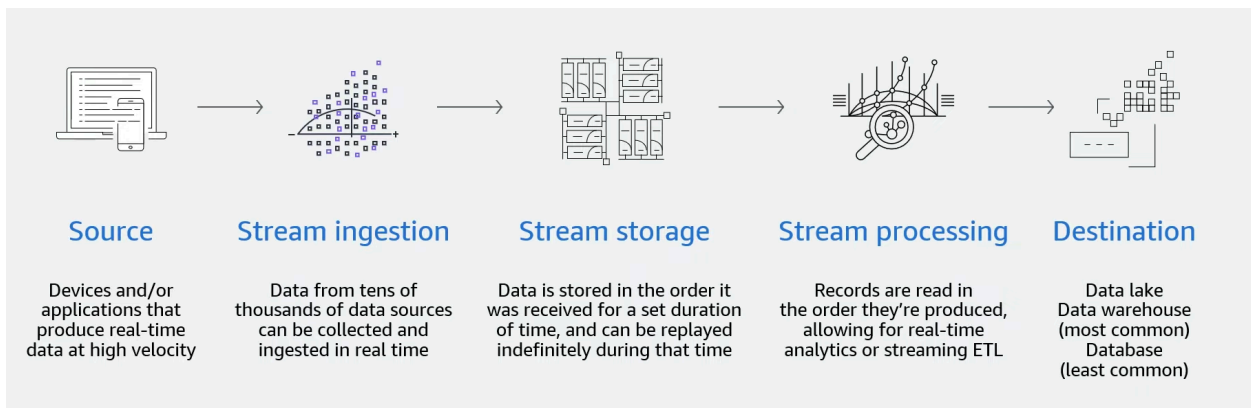 Source
Devices and/or
applications that
produce real-time
data at high velocity
Stream ingestion
Data from tens of
thousands of data sources
can be collected and
ingested in real time
Stream storage
Data is stored in the order it
was received for a set duration
of time, and can be replayed
indefinitely during that time
Stream processing
Records are read in
the order they’re produced,
allowing for real-time
analytics or streaming ETL
Destination
Data lake
Data warehouse
(most common)
Database
(least common)